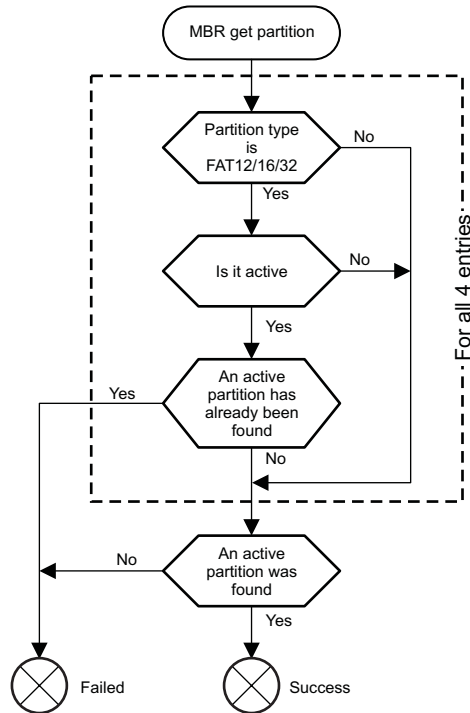 MBR get partition
Partition type
is
FAT12/16/32
No
Yes
Is it active
No
Yes
For all 4 entries
An active
partition has
already been
found
Yes
No
An active
partition was
found
No
Yes
Failed
Success